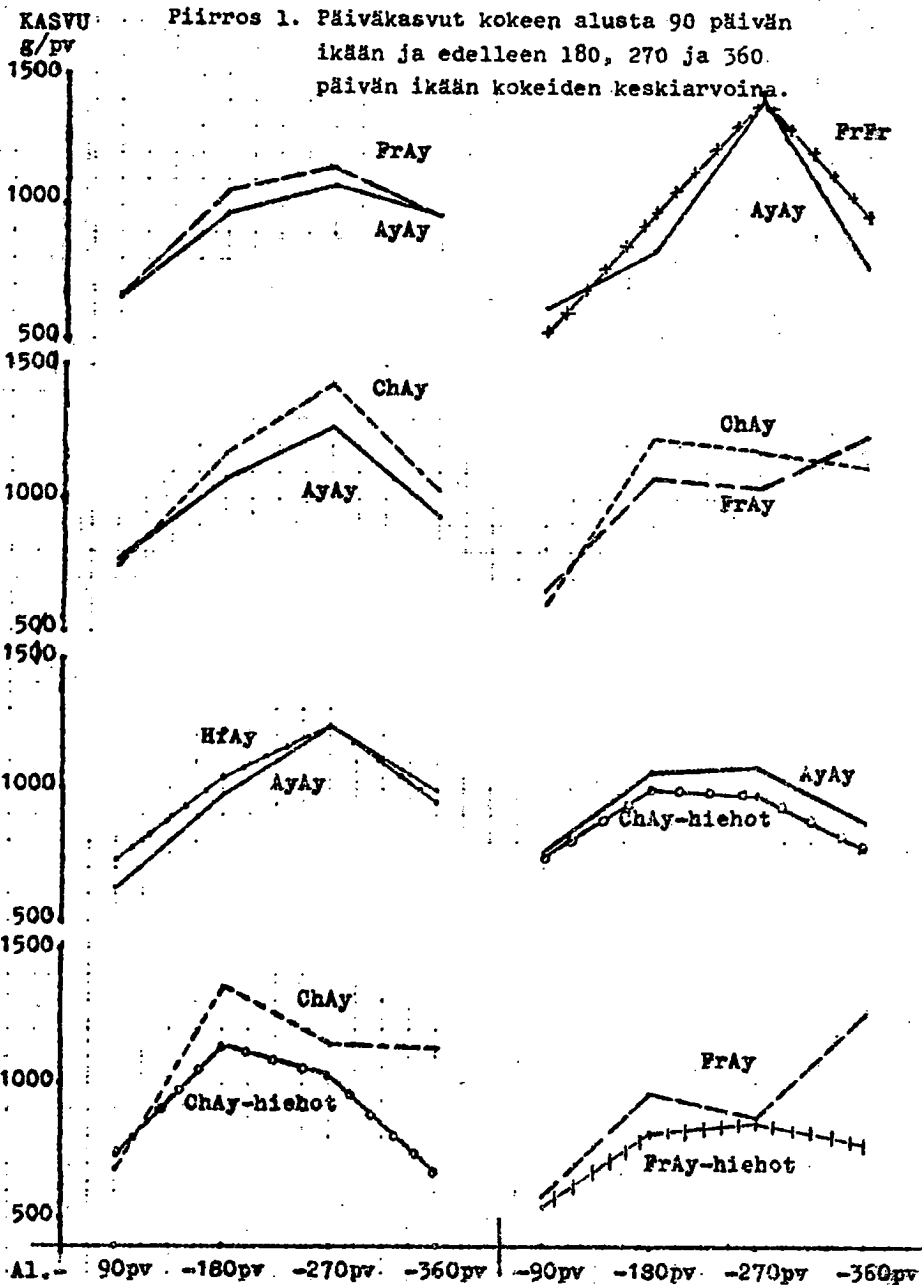 KASVU Piirros 1. Päiväkasvut kokeen alusta 90 päivän
g/pv ikään ja edelleen 180, 270 ja 360
päivän ikään kokeiden keskiarvoina.
1500
FrAy
FrFr
1000
AyAy
AyAy
500
1500
ChAy
ChAy
1000
AyAy
FrAy
500
1500
HfAy
AyAy
1000
AyAy
ChAy-hiehot
500
1500
ChAy
FrAy
1000
ChAy-hiehot
FrAy-hiehot
500
Al.- 90pv -180pv -270pv -360pv -90pv -180pv -270pv -360pv